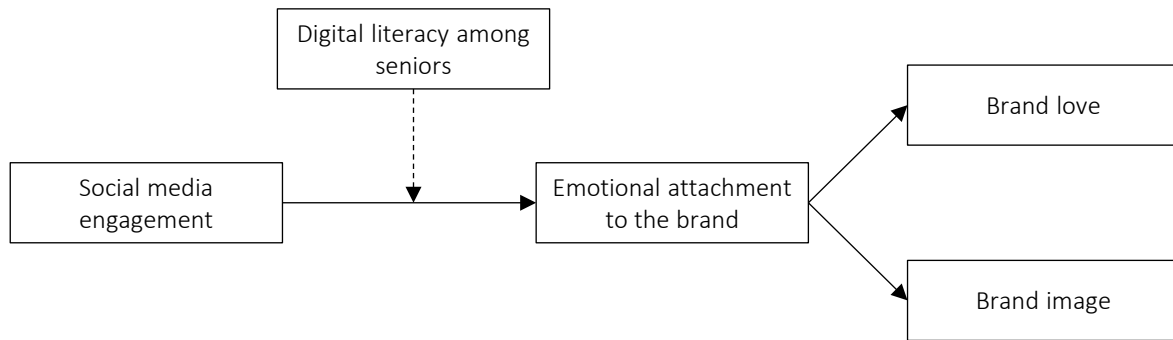 Digital literacy among
seniors
Brand love
Social media
engagement
Emotional attachment
to the brand
Brand image